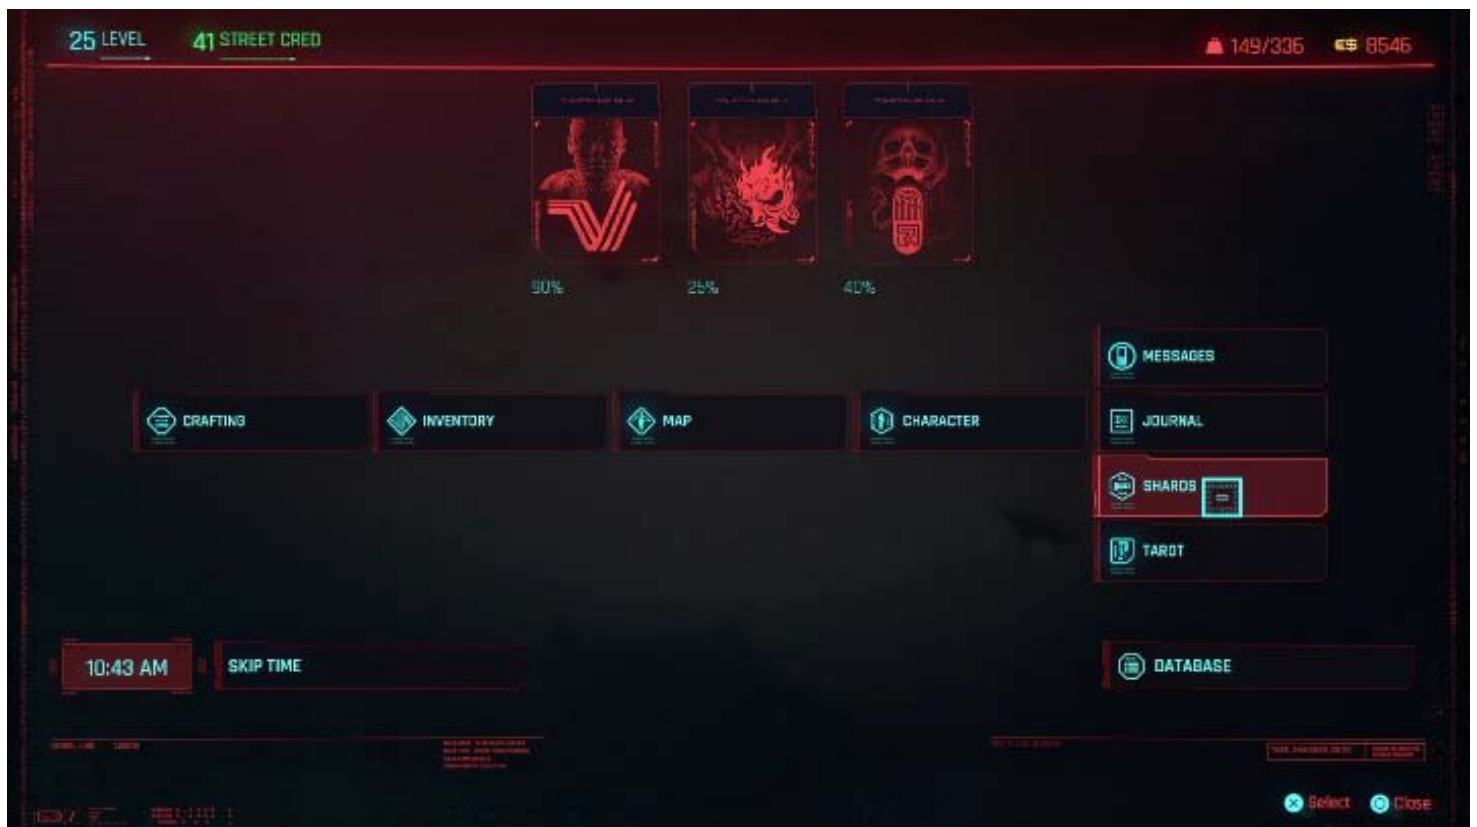 25 LEVEL
41 STREET CRED
149/336
€$ 8546
90%
25%
40%
MESSAGES
CRAFTING
INVENTORY
MAP
CHARACTER
JOURNAL
SHARDS
TAROT
10:43 AM
SKIP TIME
DATABASE
Select
Close